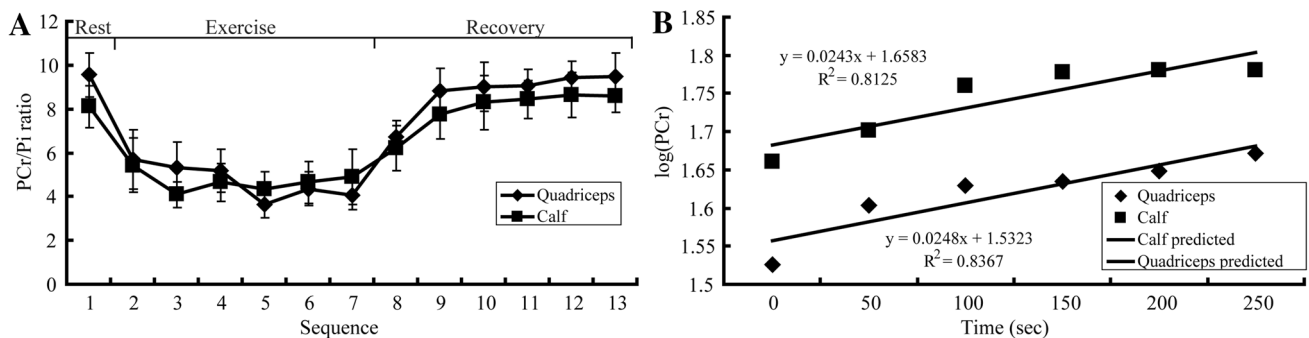 A
Rest
Exercise
Recovery
12
10
8
6
4
2
0
PCr/Pi ratio
Quadriceps
Calf
1 2 3 4 5 6 7 8 9 10 11 12 13
Sequence
B
1.85
1.8
1.75
1.7
1.65
1.6
1.55
1.5
log(PCr)
y = 0.0243x + 1.6583
R² = 0.8125
y = 0.0248x + 1.5323
R² = 0.8367
Quadriceps
Calf
Calf predicted
Quadriceps predicted
0 50 100 150 200 250
Time (sec)